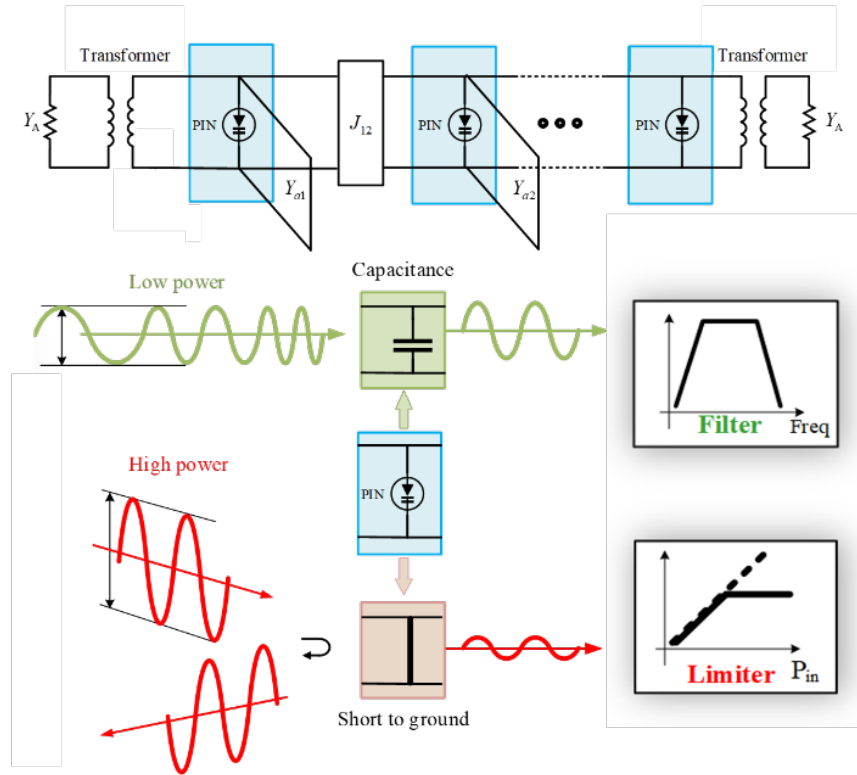 Transformer
Transformer
Y_A
PIN
J_12
PIN
PIN
Y_A
Y_a1
Y_a2
Low power
Capacitance
Filter
Freq
High power
PIN
Limiter
P_in
Short to ground